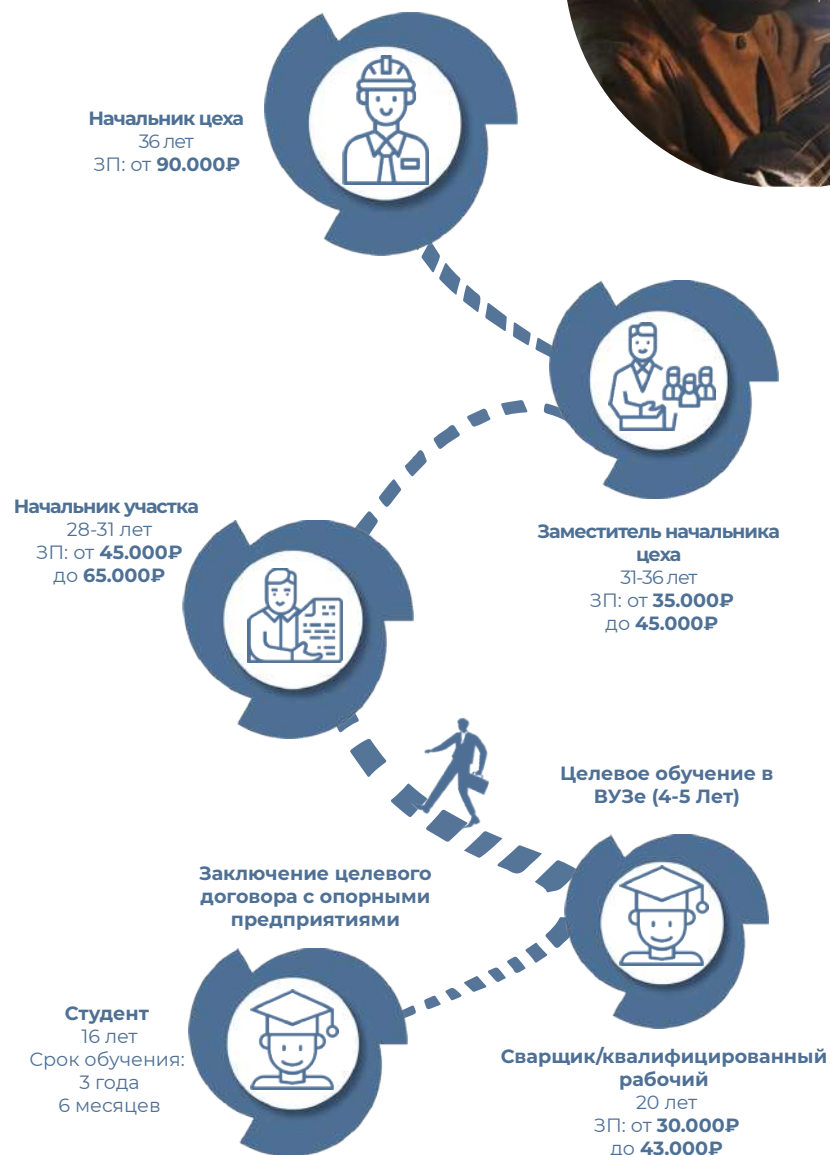 Начальник цеха
36 лет
ЗП: от 90.000₽
Начальник участка
28-31 лет
ЗП: от 45.000₽
до 65.000₽
Заместитель начальника
цеха
31-36 лет
ЗП: от 35.000₽
до 45.000₽
Целевое обучение в
ВУЗе (4-5 Лет)
Заключение целевого
договора с опорными
предприятиями
Студент
16 лет
Срок обучения:
3 года
6 месяцев
Сварщик/квалифицированный
рабочий
20 лет
ЗП: от 30.000₽
до 43.000₽